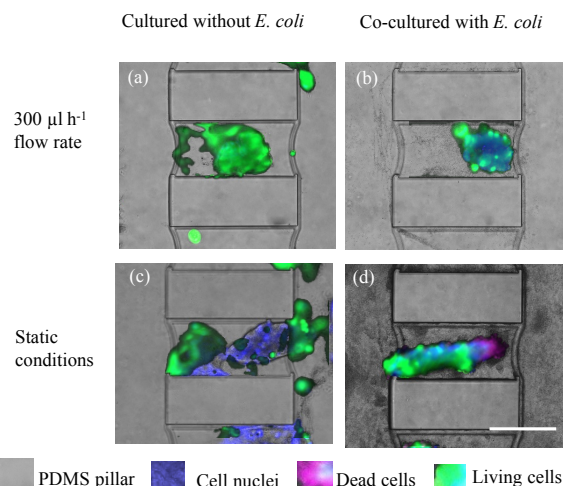 Cultured without E. coli
Co-cultured with E. coli
300 µl h-1
flow rate
(a)
(b)
Static
conditions
(c)
(d)
PDMS pillar
Cell nuclei
Dead cells
Living cells